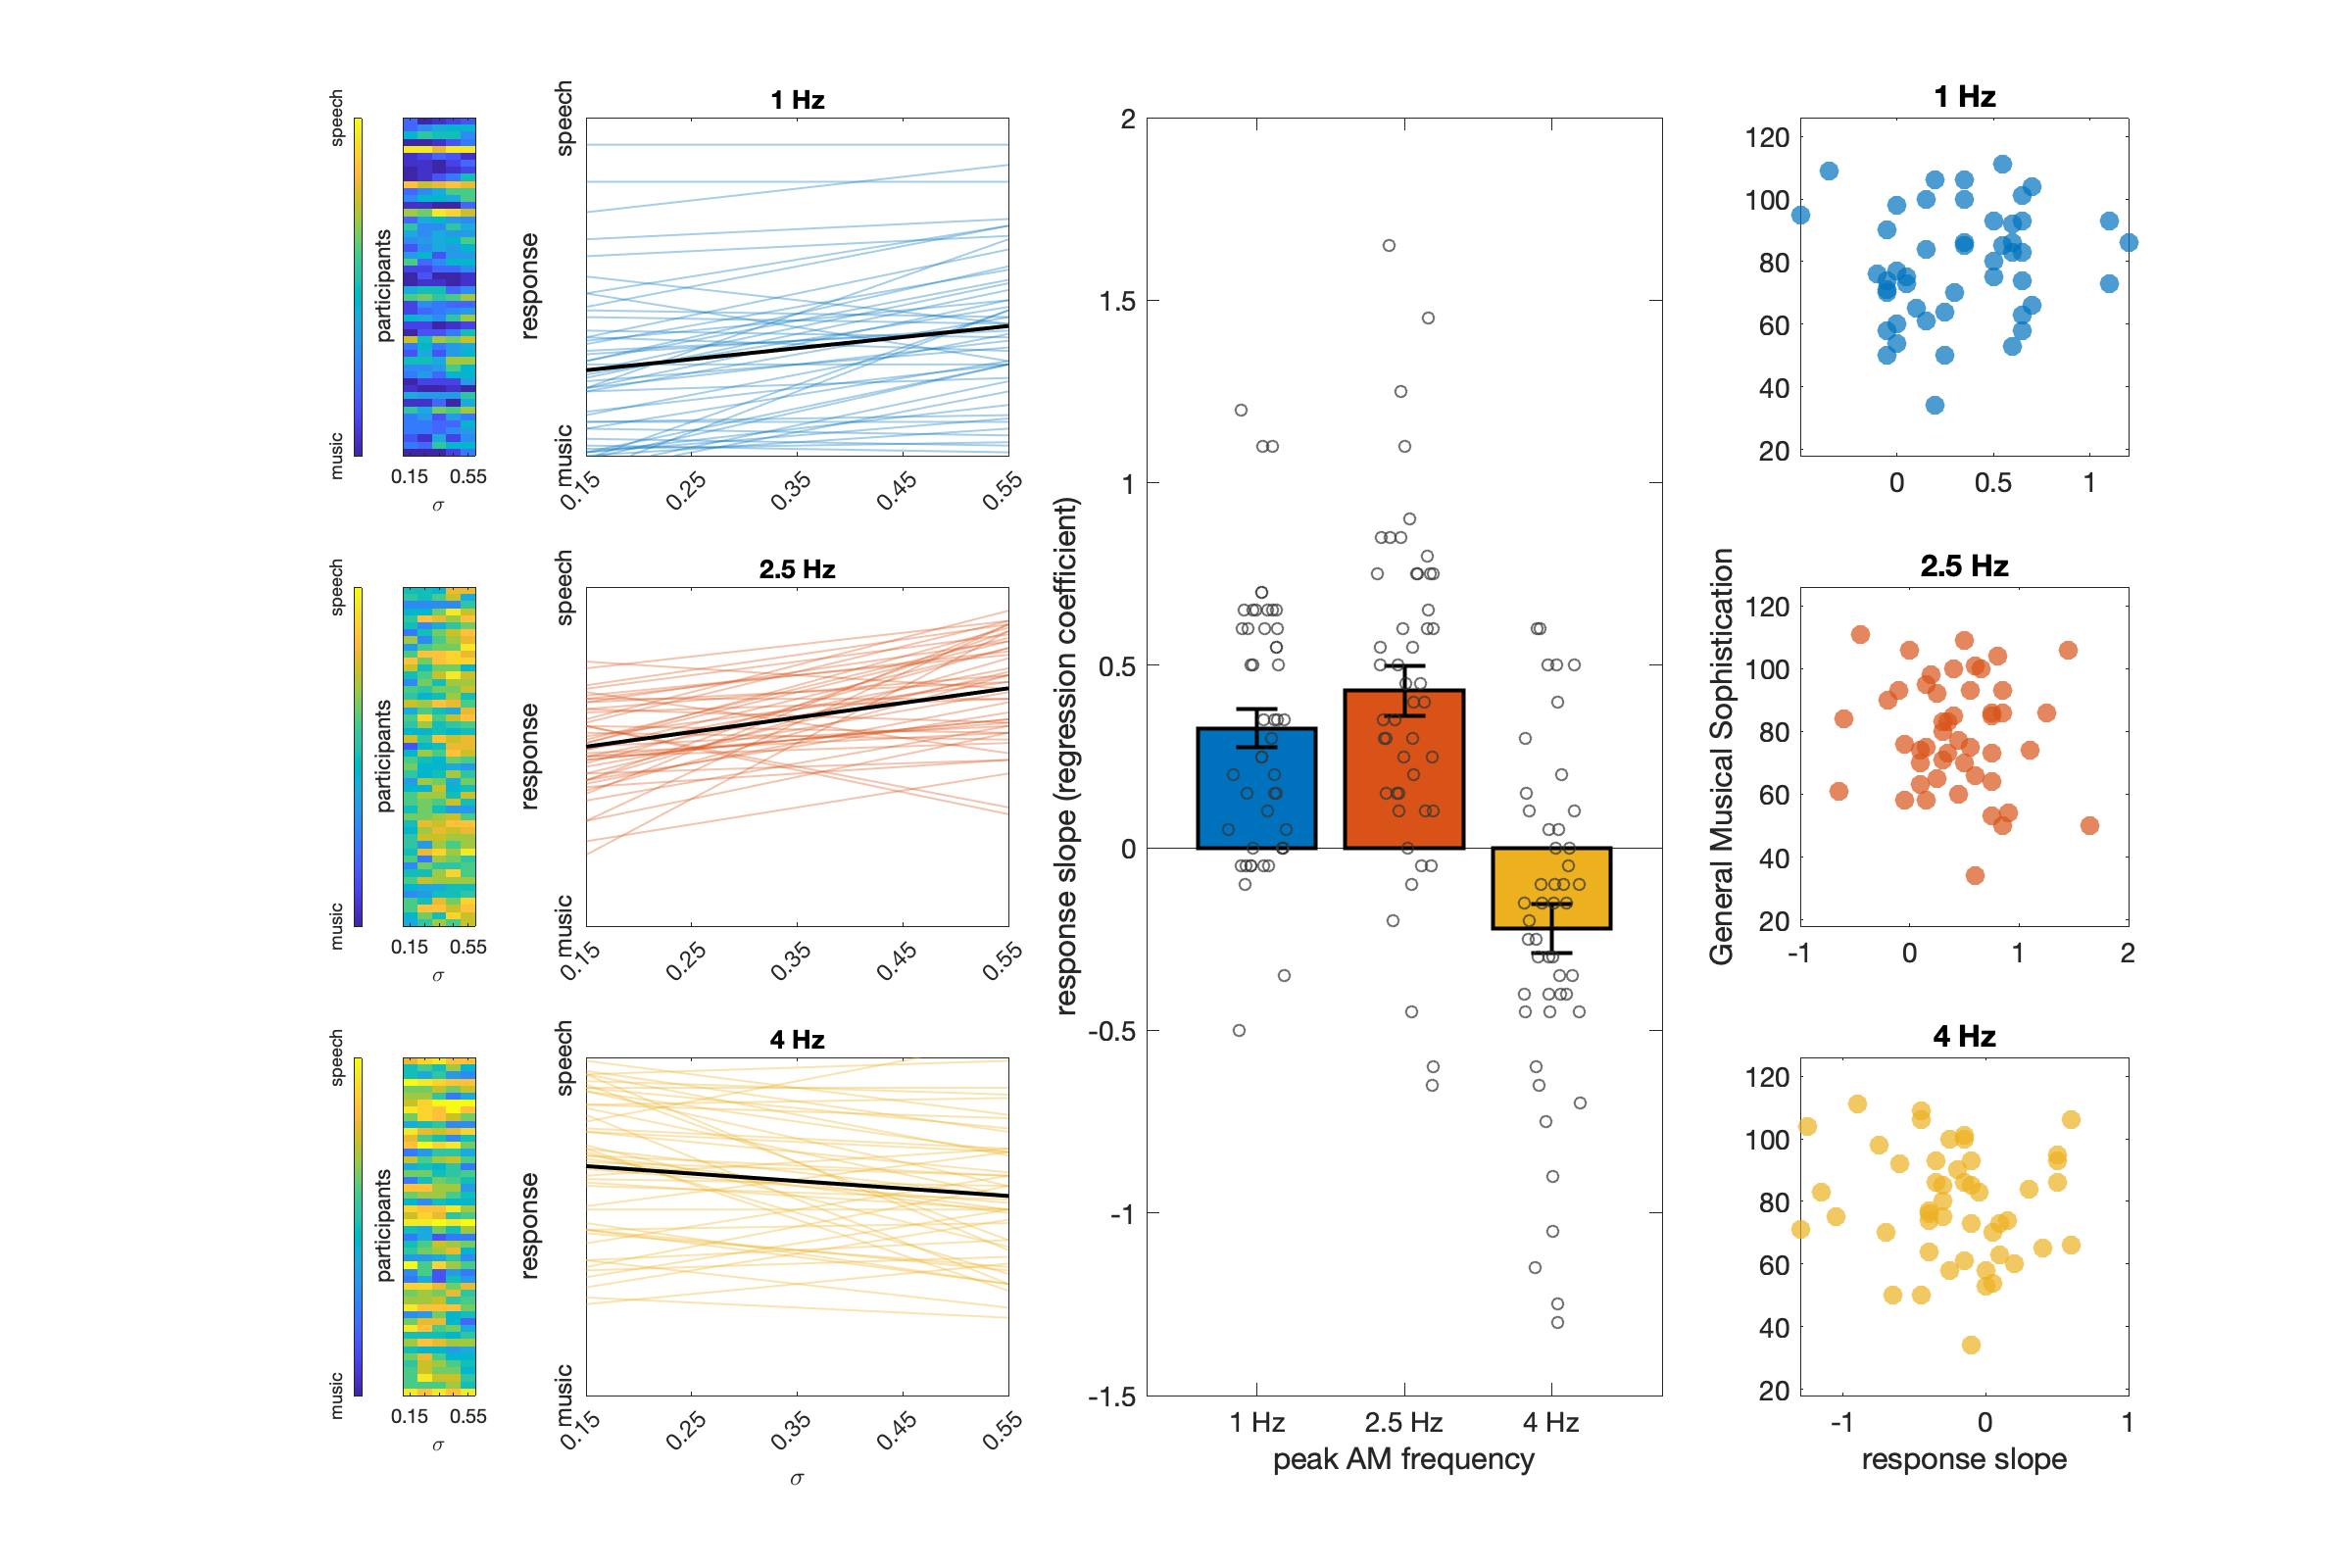 speech
music
participants
0.15 0.55
σ
1 Hz
speech
response
music
0.15 0.25 0.35 0.45 0.55
speech
music
participants
0.15 0.55
σ
2.5 Hz
speech
response
music
0.15 0.25 0.35 0.45 0.55
speech
music
participants
0.15 0.55
σ
4 Hz
speech
response
music
0.15 0.25 0.35 0.45 0.55
σ
response slope (regression coefficient)
2
1.5
1
0.5
0
-0.5
-1
-1.5
1 Hz 2.5 Hz 4 Hz
peak AM frequency
General Musical Sophistication
1 Hz
120
100
80
60
40
20
0 0.5 1
2.5 Hz
120
100
80
60
40
20
-1 0 1 2
4 Hz
120
100
80
60
40
20
-1 0 1
response slope